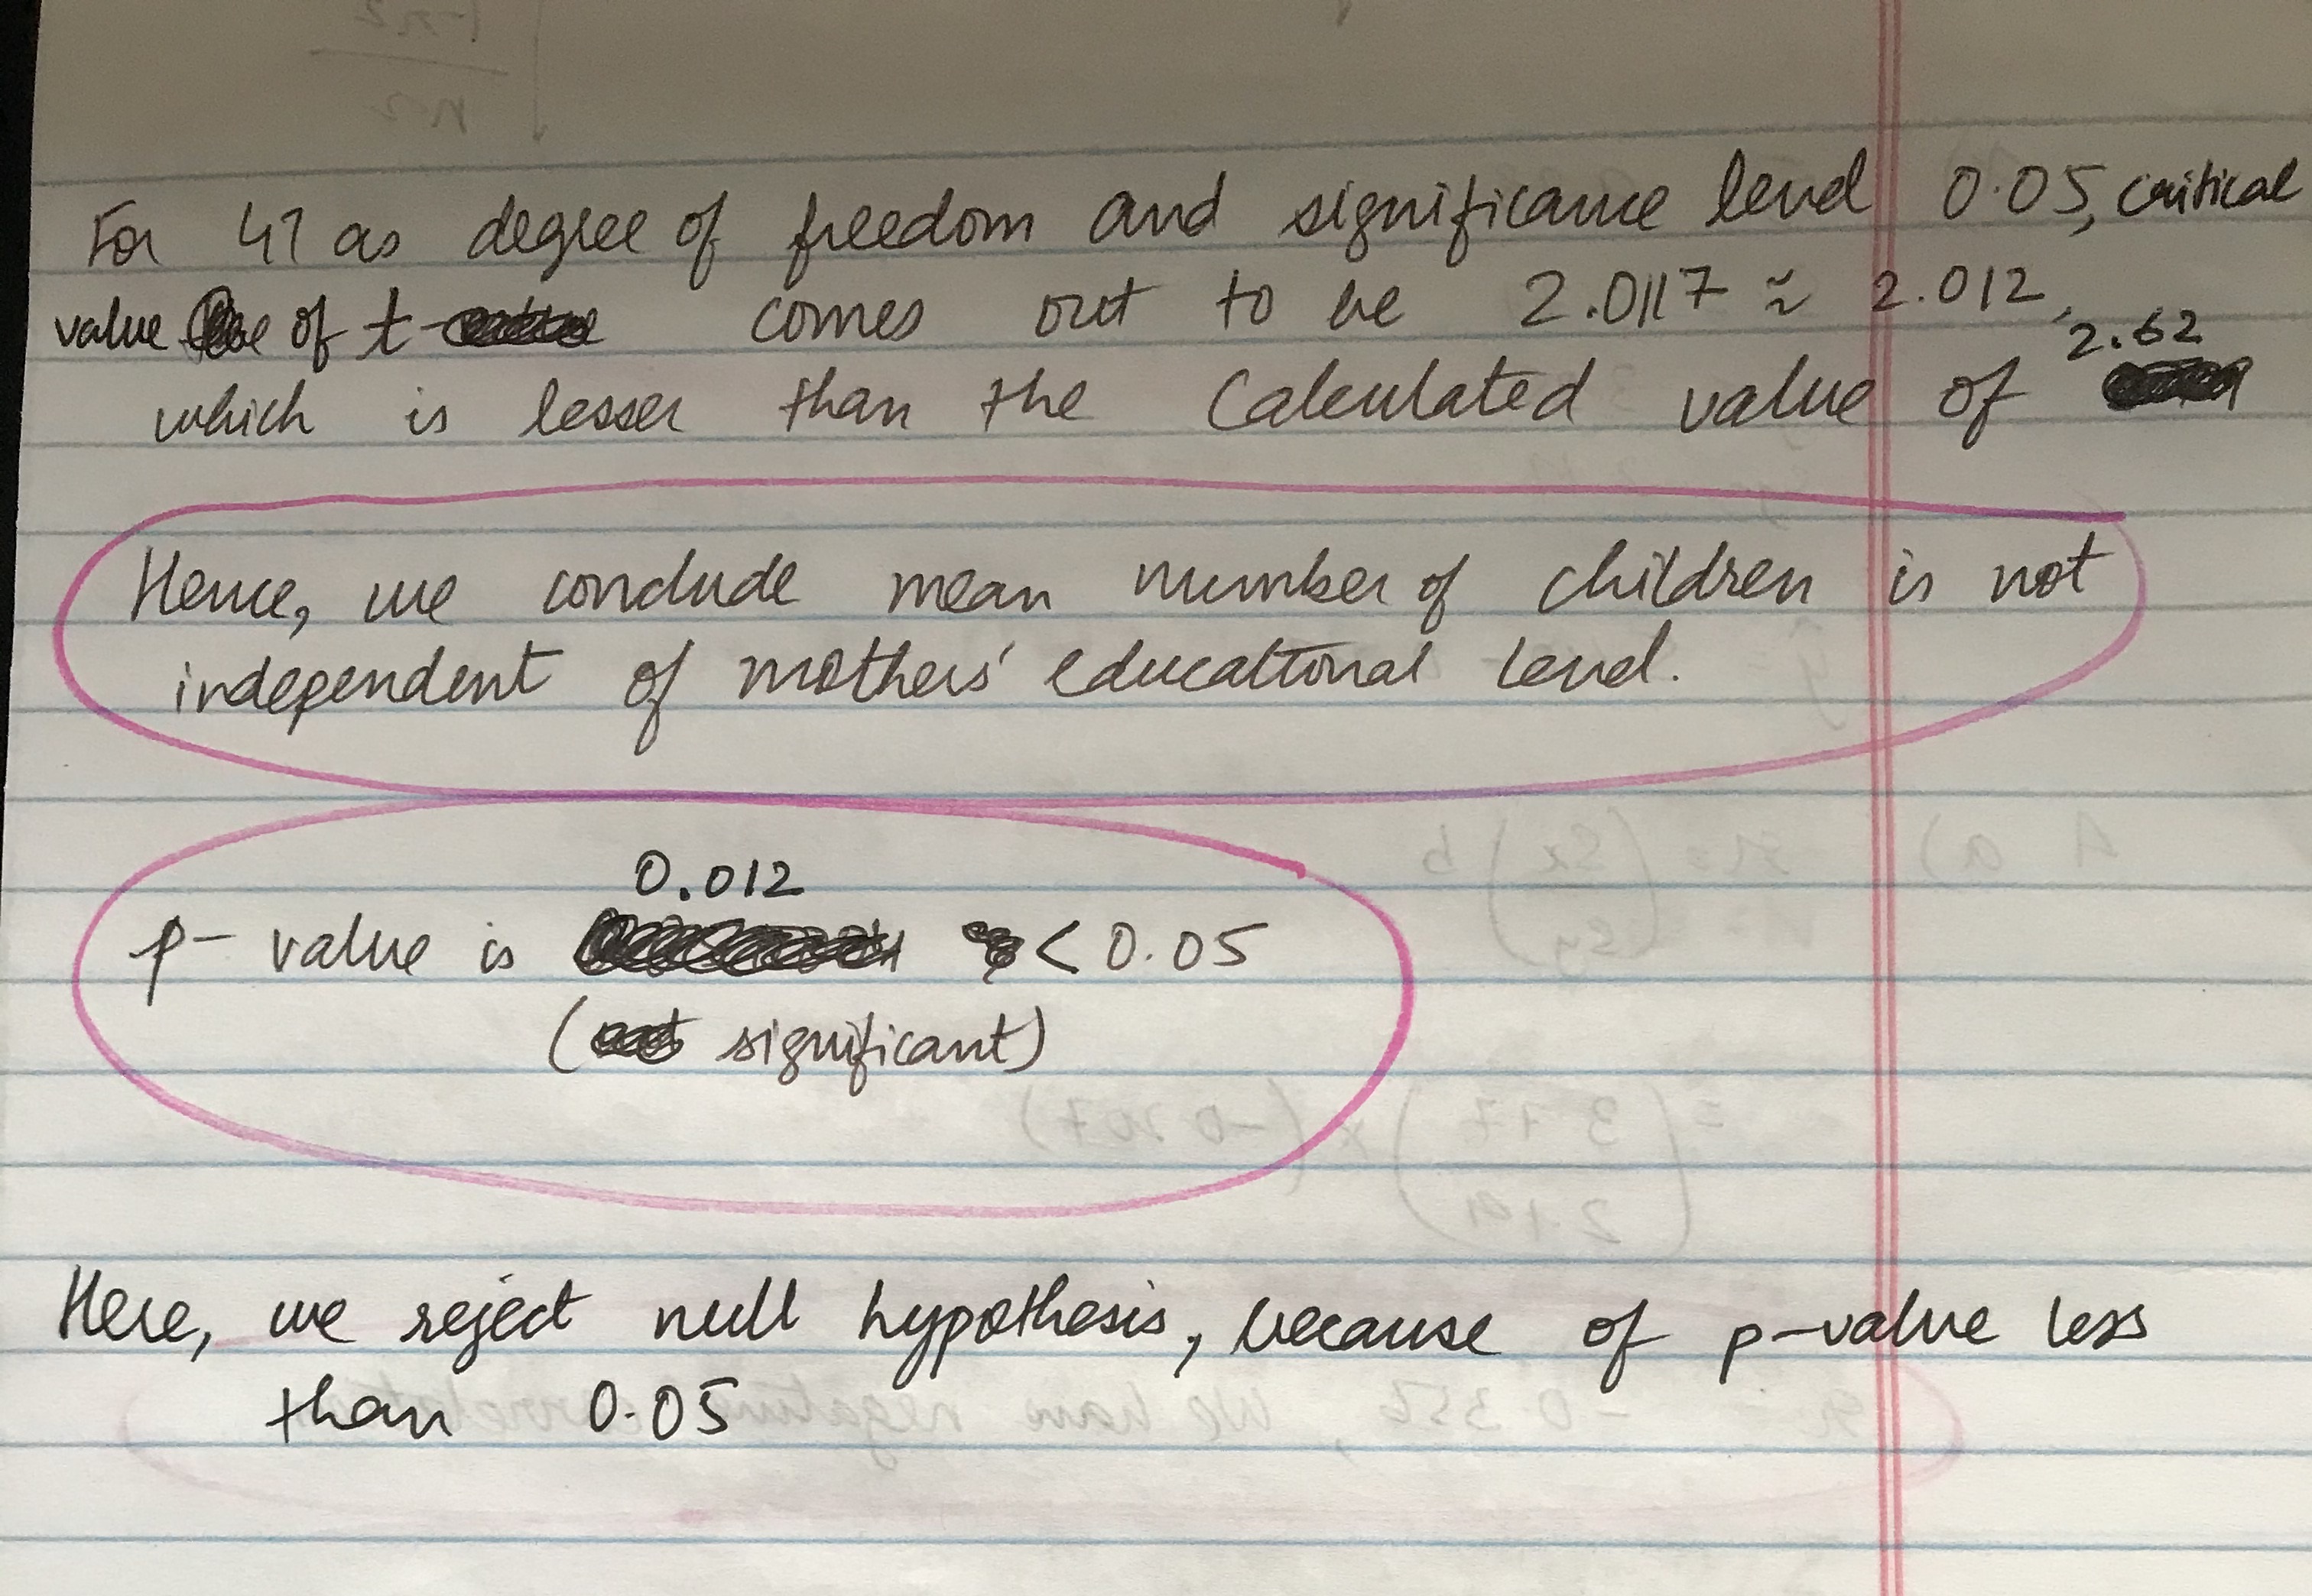 For 47 as degree of freedom and significance level 0.05, critical
value of t comes out to be 2.0117 ≈ 2.012,
which is lesser than the Calculated value of 2.62
Hence, we conclude mean number of children is not
independent of mothers' educational level.
p- value is 0.012 < 0.05
(significant)
Here, we reject null hypothesis, because of p-value less
than 0.05